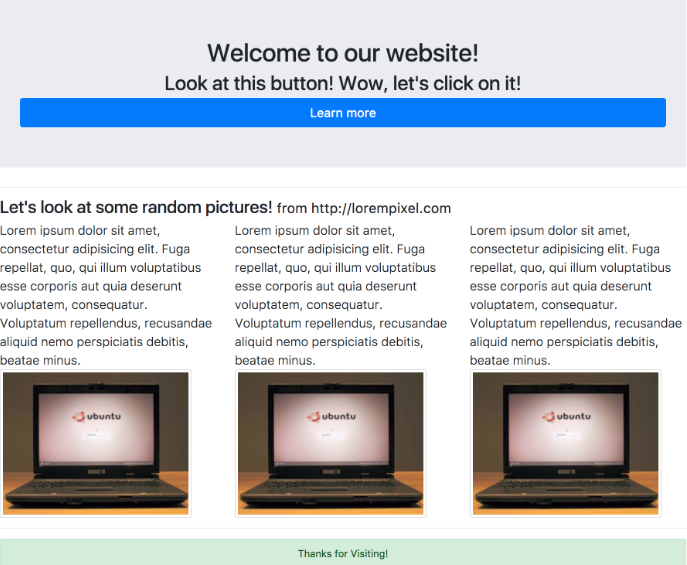 Welcome to our website!
Look at this button! Wow, let's click on it!
Learn more
Let's look at some random pictures! from http://lorempixel.com
Lorem ipsum dolor sit amet,
consectetur adipisicing elit. Fuga
repellat, quo, qui illum voluptatibus
esse corporis aut quia deserunt
voluptatem, consequatur.
Voluptatum repellendus, recusandae
aliquid nemo perspiciatis debitis,
beatae minus.
ubuntu
Lorem ipsum dolor sit amet,
consectetur adipisicing elit. Fuga
repellat, quo, qui illum voluptatibus
esse corporis aut quia deserunt
voluptatem, consequatur.
Voluptatum repellendus, recusandae
aliquid nemo perspiciatis debitis,
beatae minus.
ubuntu
Lorem ipsum dolor sit amet,
consectetur adipisicing elit. Fuga
repellat, quo, qui illum voluptatibus
esse corporis aut quia deserunt
voluptatem, consequatur.
Voluptatum repellendus, recusandae
aliquid nemo perspiciatis debitis,
beatae minus.
ubuntu
Thanks for Visiting!